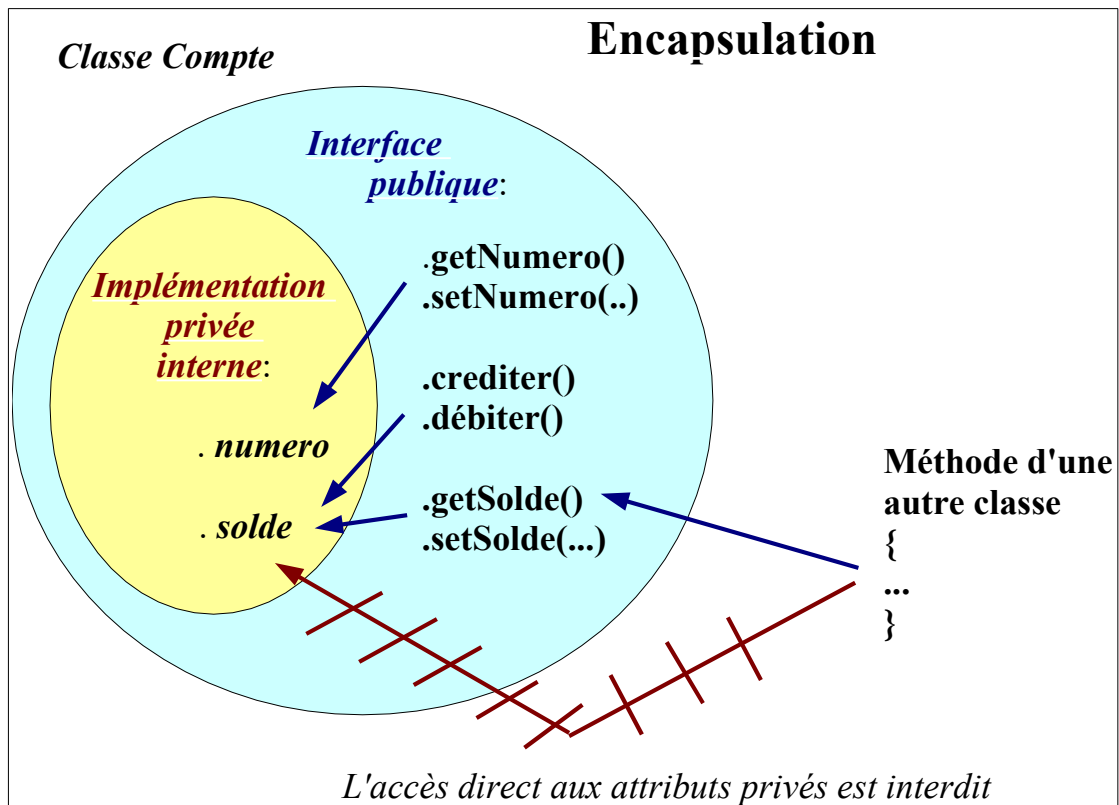 Encapsulation
Classe Compte
Interface
publique:
.getNumero()
.setNumero(..)
Implémentation
privée
interne:
.crediter()
.débiter()
. numero
.getSolde()
.setSolde(...)
. solde
Méthode d'une
autre classe
{
...
}
L'accès direct aux attributs privés est interdit